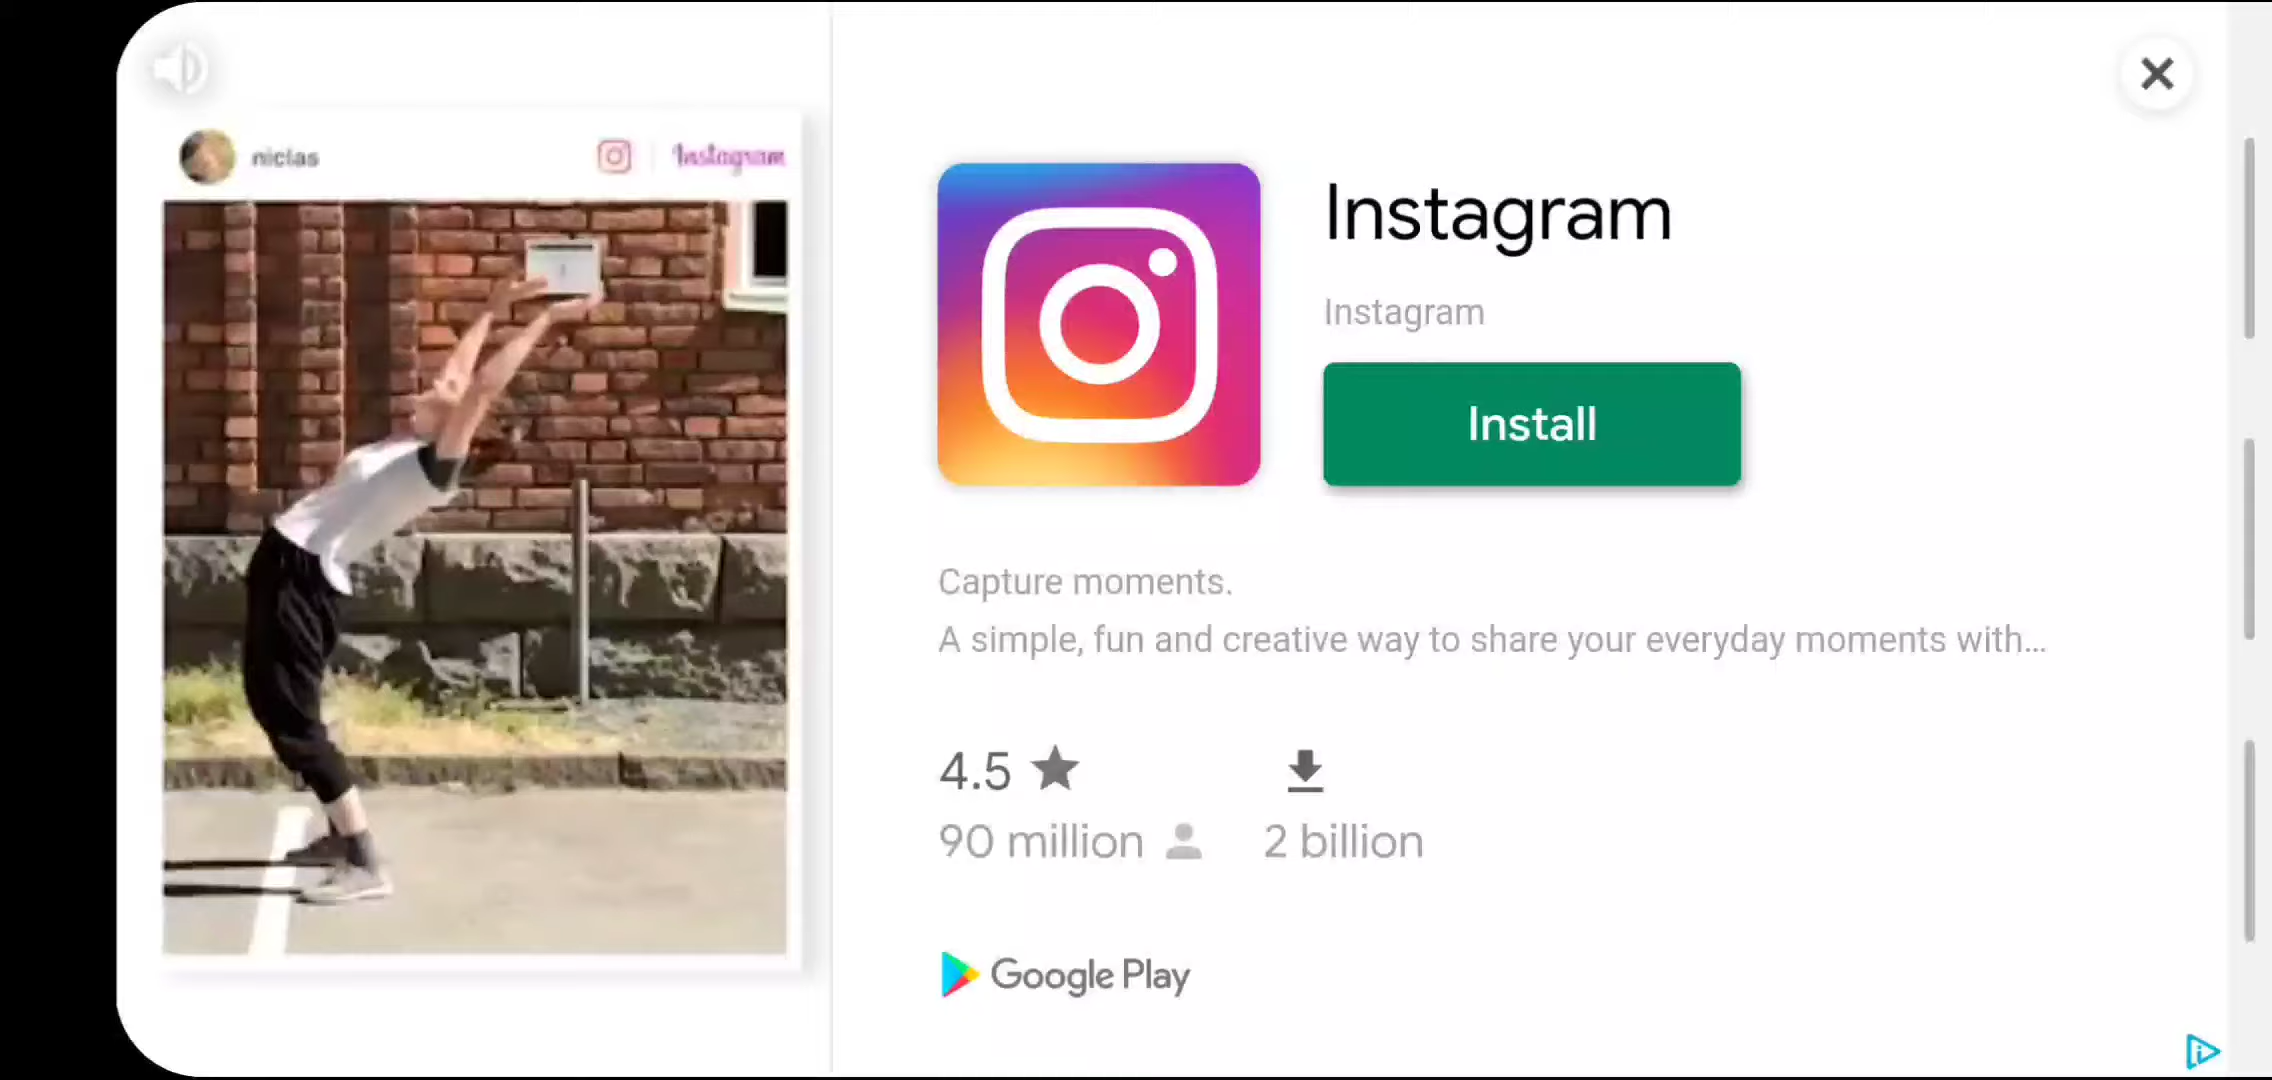 niclas
Instagram
Instagram
Instagram
Install
Capture moments.
A simple, fun and creative way to share your everyday moments with...
4.5
90 million
2 billion
Google Play